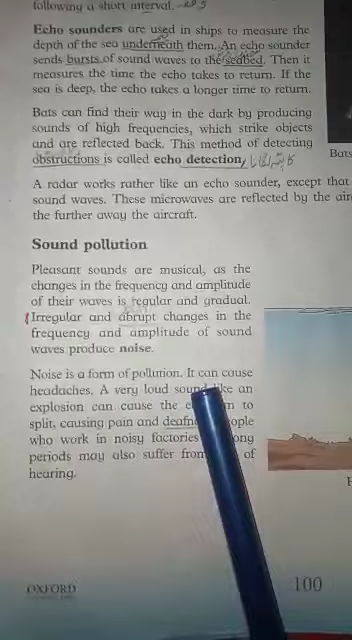 following a short interval.
Echo sounders are used in ships to measure the
depth of the sea underneath them. An echo sounder
sends bursts of sound waves to the seabed. Then it
measures the time the echo takes to return. If the
sea is deep, the echo takes a longer time to return.
Bats can find their way in the dark by producing
sounds of high frequencies, which strike objects
and are reflected back. This method of detecting
obstructions is called echo detection,
Bats
A radar works rather like an echo sounder, except that
sound waves. These microwaves are reflected by the
the further away the aircraft.
Sound pollution
Pleasant sounds are musical, as the
changes in the frequency and amplitude
of their waves is regular and gradual.
Irregular and abrupt changes in the
frequency and amplitude of sound
waves produce noise.
Noise is a form of pollution. It can cause
headaches. A very loud sound like an
explosion can cause the to
split, causing pain and
who work in noisy factories
periods may also suffer from of
hearing.
OXFORD
100